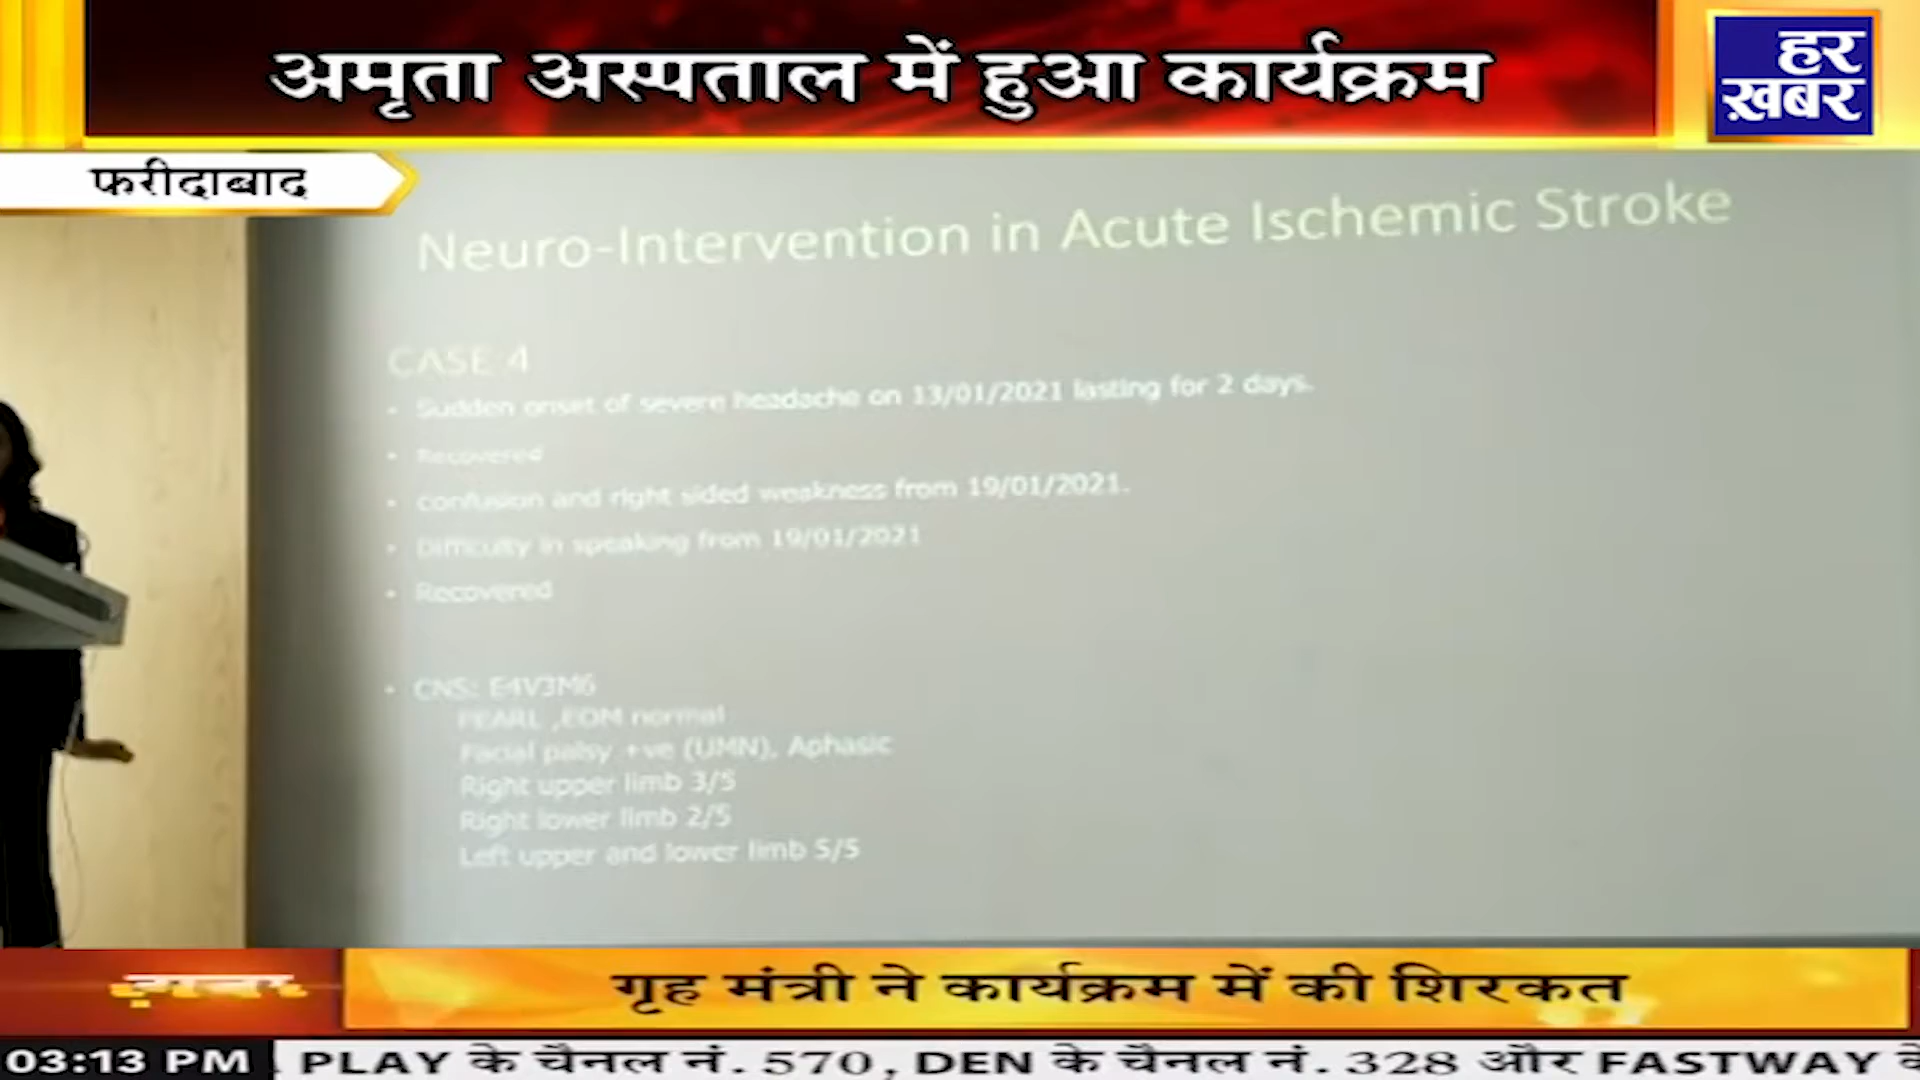 अमृता अस्पताल में हुआ कार्यक्रम
हर
ख़बर
फरीदाबाद
Neuro-Intervention in Acute Ischemic Stroke
CASE 4
• Sudden onset of severe headache on 13/01/2021 lasting for 2 days.
• Recovered
• confusion and right sided weakness from 19/01/2021.
• Difficulty in speaking from 19/01/2021
• Recovered
• CNS: E4V3M6
PEARL ,EOM normal
Facial palsy +ve (UMN), Aphasic
Right upper limb 3/5
Right lower limb 2/5
Left upper and lower limb 5/5
गृह मंत्री ने कार्यक्रम में की शिरकत
03:13 PM
PLAY के चैनल नं. 570, DEN के चैनल नं. 328 और FASTWAY के